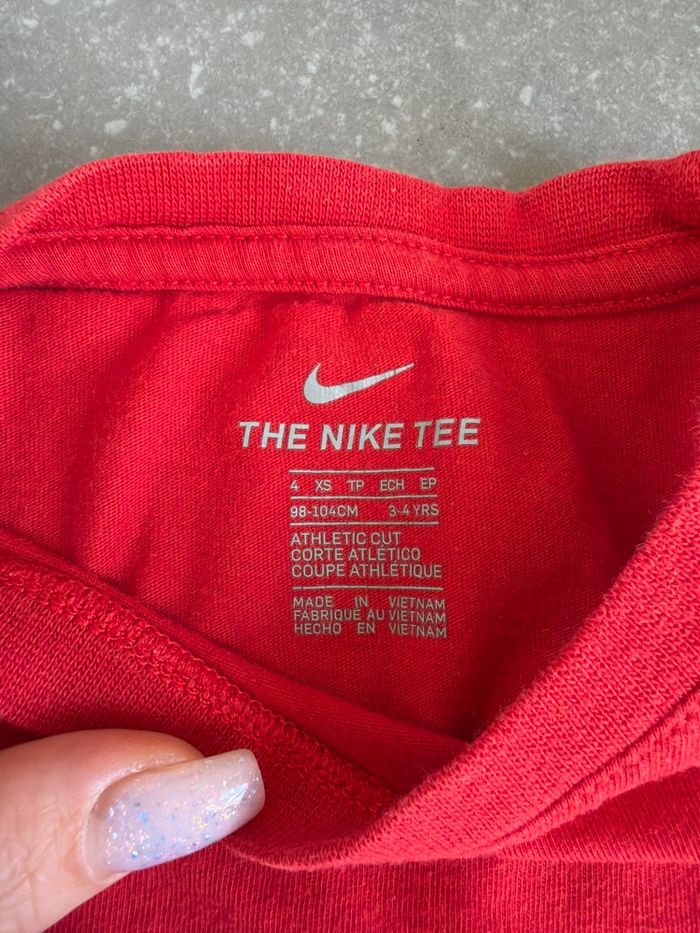 THE NIKE TEE
4 XS TP ECH EP
98-104CM 3-4 YRS
ATHLETIC CUT
CORTE ATLÉTICO
COUPE ATHLÉTIQUE
MADE IN VIETNAM
FABRIQUÉ AU VIETNAM
HECHO EN VIETNAM